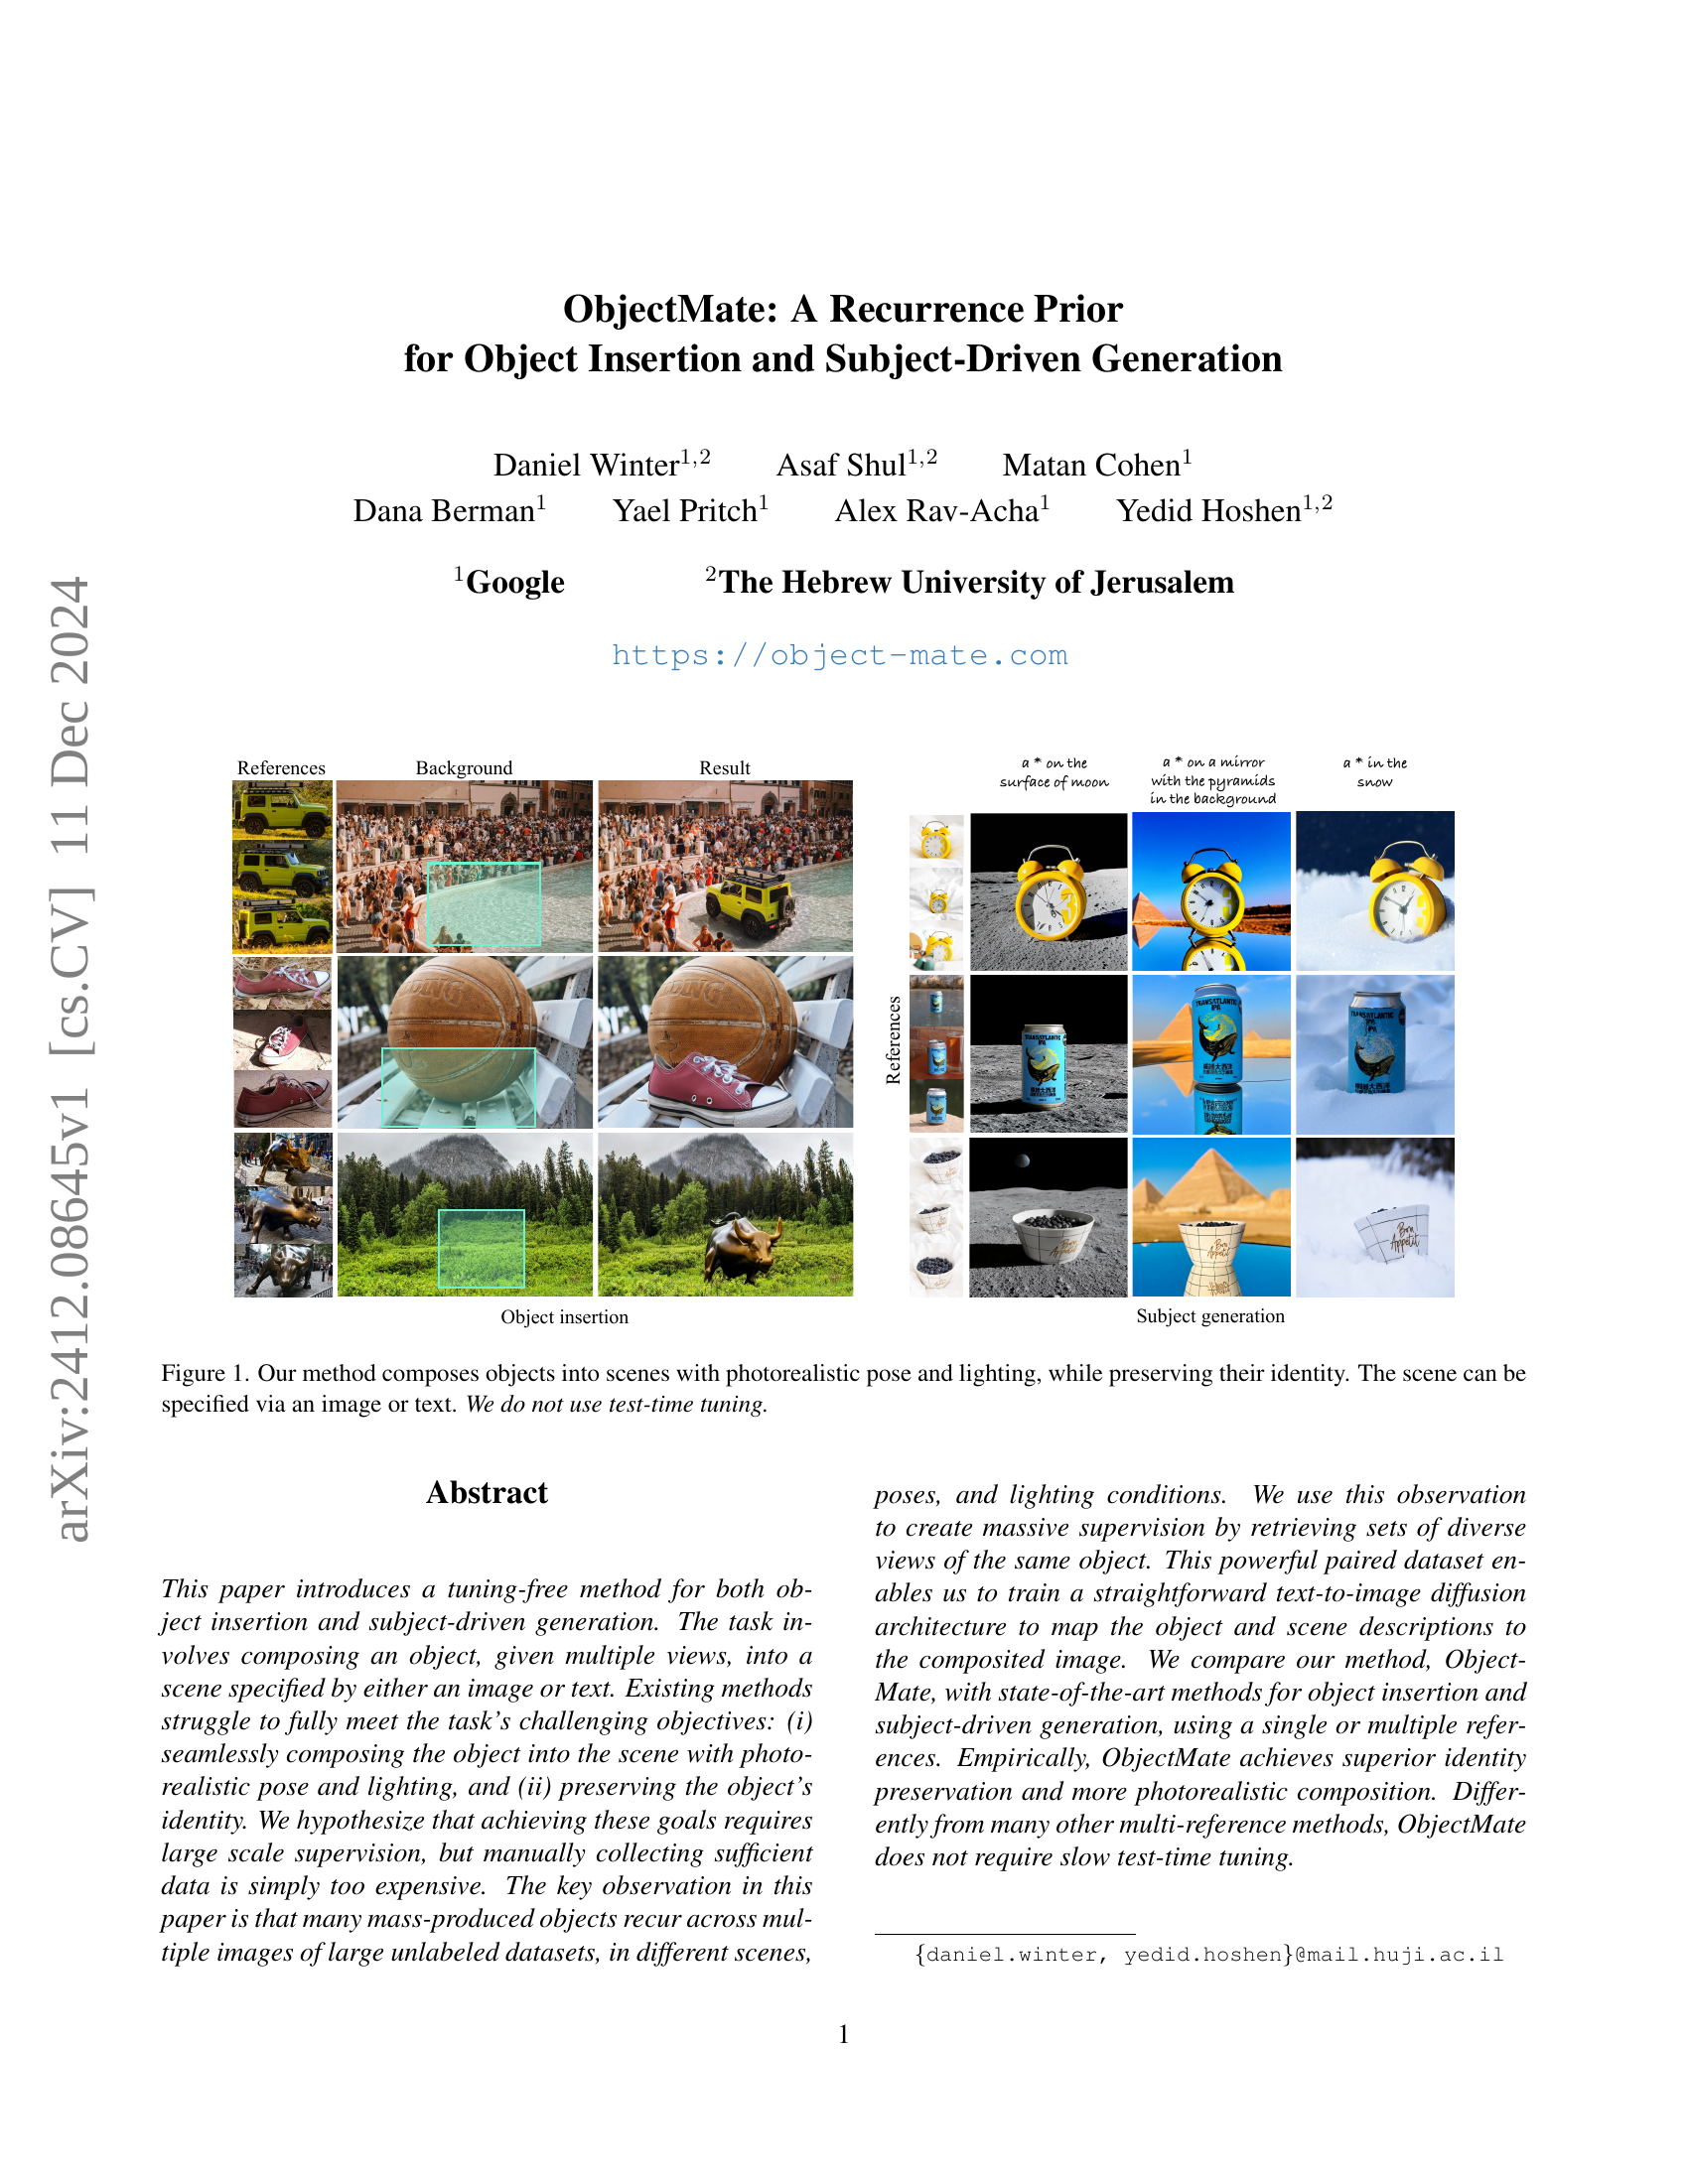 arXiv:2412.08645v1 [cs.CV] 11 Dec 2024
ObjectMate: A Recurrence Prior
for Object Insertion and Subject-Driven Generation
Daniel Winter1,2 Asaf Shul1,2 Matan Cohen1
Dana Berman1 Yael Pritch1 Alex Rav-Acha1 Yedid Hoshen1,2
1Google 2The Hebrew University of Jerusalem
https://object-mate.com
References Background Result
Object insertion
a * on the
surface of moon
a * on a mirror
with the pyramids
in the background
a * in the
snow
References
TRANSATLANTIC
IPA
TRANSATLANTIC
IPA
TRANSATLANTIC
IPA
Bon
Appetit
Bon
Appetit
Subject generation
Figure 1. Our method composes objects into scenes with photorealistic pose and lighting, while preserving their identity. The scene can be
specified via an image or text. We do not use test-time tuning.
Abstract
This paper introduces a tuning-free method for both ob-
ject insertion and subject-driven generation. The task in-
volves composing an object, given multiple views, into a
scene specified by either an image or text. Existing methods
struggle to fully meet the task's challenging objectives: (i)
seamlessly composing the object into the scene with photo-
realistic pose and lighting, and (ii) preserving the object's
identity. We hypothesize that achieving these goals requires
large scale supervision, but manually collecting sufficient
data is simply too expensive. The key observation in this
paper is that many mass-produced objects recur across mul-
tiple images of large unlabeled datasets, in different scenes,
poses, and lighting conditions. We use this observation
to create massive supervision by retrieving sets of diverse
views of the same object. This powerful paired dataset en-
ables us to train a straightforward text-to-image diffusion
architecture to map the object and scene descriptions to
the composited image. We compare our method, Object-
Mate, with state-of-the-art methods for object insertion and
subject-driven generation, using a single or multiple refer-
ences. Empirically, ObjectMate achieves superior identity
preservation and more photorealistic composition. Differ-
ently from many other multi-reference methods, ObjectMate
does not require slow test-time tuning.
{daniel.winter, yedid.hoshen}@mail.huji.ac.il
1